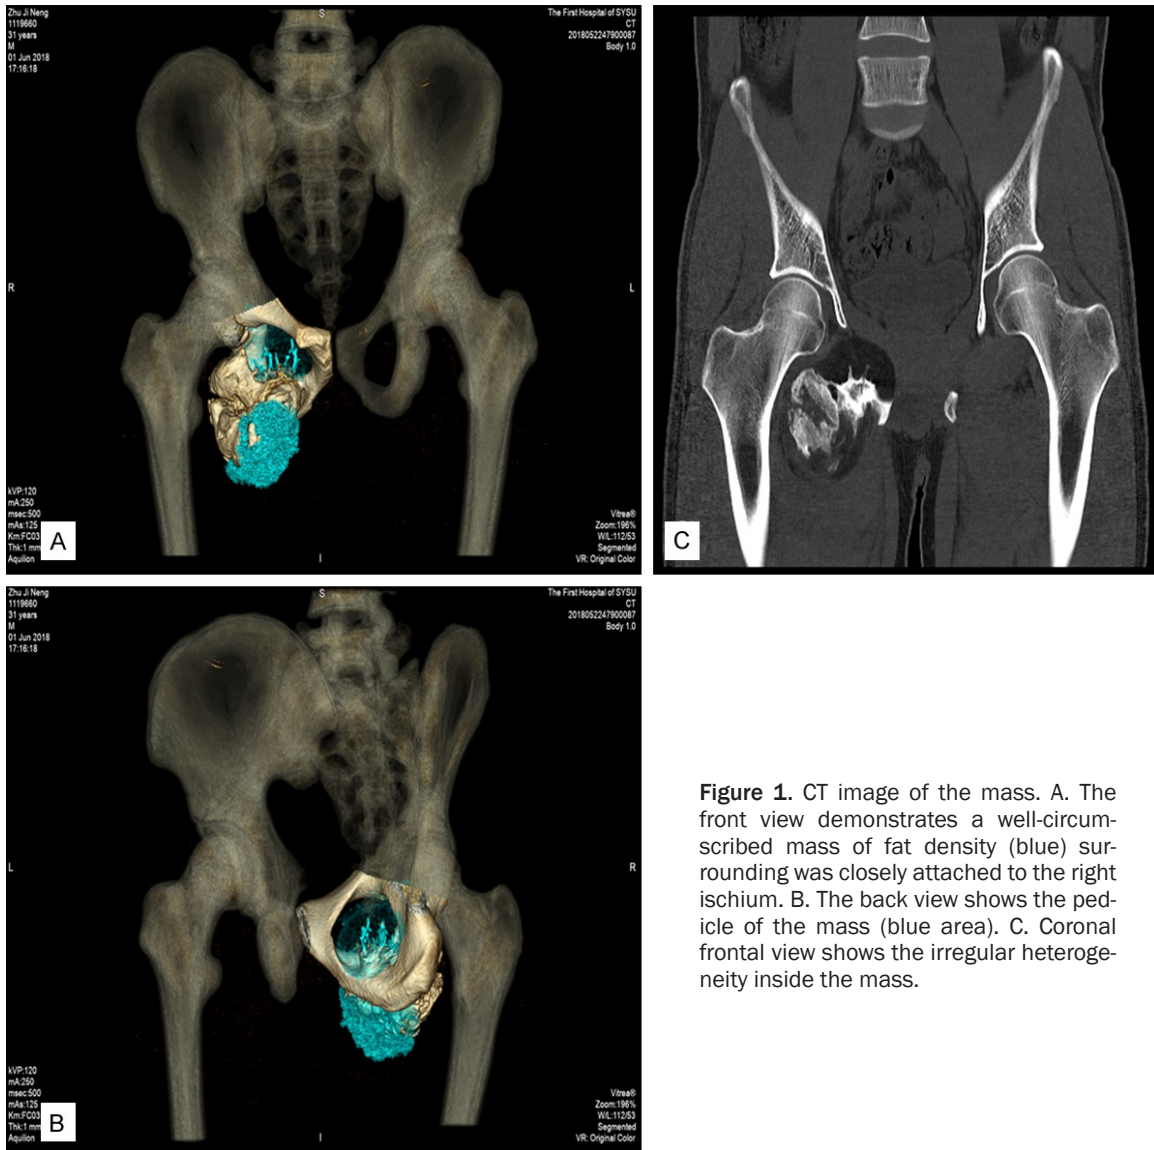 Zhu Ji Neng
1119660
31 years
M
01 Jun 2018
17:16:18
S
The First Hospital of SYSU
CT
2018052247900087
Body 1.0
R
L
kVP:120
mA:250
msec:500
mAs:125
Km:FC03
Thk:1 mm
Aquilion
A
I
Vitrea®
Zoom:196%
W/L:112/53
Segmented
VR: Original Color
C
Zhu Ji Neng
1119660
31 years
M
01 Jun 2018
17:16:18
S
The First Hospital of SYSU
CT
2018052247900087
Body 1.0
L
R
kVP:120
mA:250
msec:500
mAs:125
Km:FC03
Thk:1 mm
Aquilion
B
I
Vitrea®
Zoom:196%
W/L:112/53
Segmented
VR: Original Color
Figure 1. CT image of the mass. A. The
front view demonstrates a well-circum-
scribed mass of fat density (blue) sur-
rounding was closely attached to the right
ischium. B. The back view shows the ped-
icle of the mass (blue area). C. Coronal
frontal view shows the irregular heteroge-
neity inside the mass.